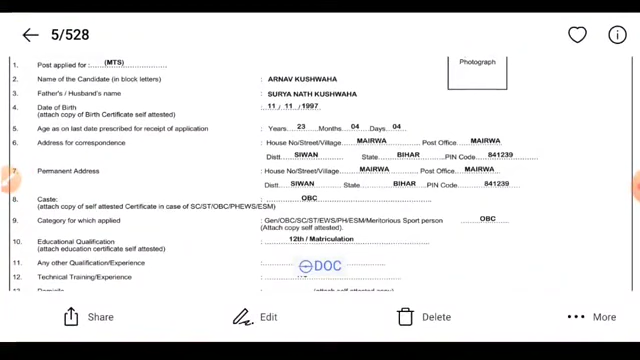 5/528
1. Post applied for :......(MTS)..................
Photograph
2. Name of the Candidate (in block letters) : ARNAV KUSHWAHA
3. Father's / Husband's name : SURYA NATH KUSHWAHA
4. Date of Birth : 11 / 11 / 1997
(attach copy of Birth Certificate self attested)
5. Age as on last date prescribed for receipt of application : Years 23 Months 04 Days 04
6. Address for correspondence : House No/Street/Village MAIRWA Post Office MAIRWA
Distt SIWAN State BIHAR PIN Code 841239
7. Permanent Address : House No/Street/Village MAIRWA Post Office MAIRWA
Distt SIWAN State BIHAR PIN Code 841239
8. Caste: : OBC
(attach copy of self attested Certificate in case of SC/ST/OBC/PHEWS/ESM)
9. Category for which applied : Gen/OBC/SC/ST/EWS/PH/ESM/Meritorious Sport person OBC
(Attach copy of self attested).
10. Educational Qualification : 12th / Matriculation
(attach education certificate self attested)
11. Any other Qualification/Experience :
DOC
12. Technical Training/Experience :
(attach self attested copy)
Share Edit Delete More